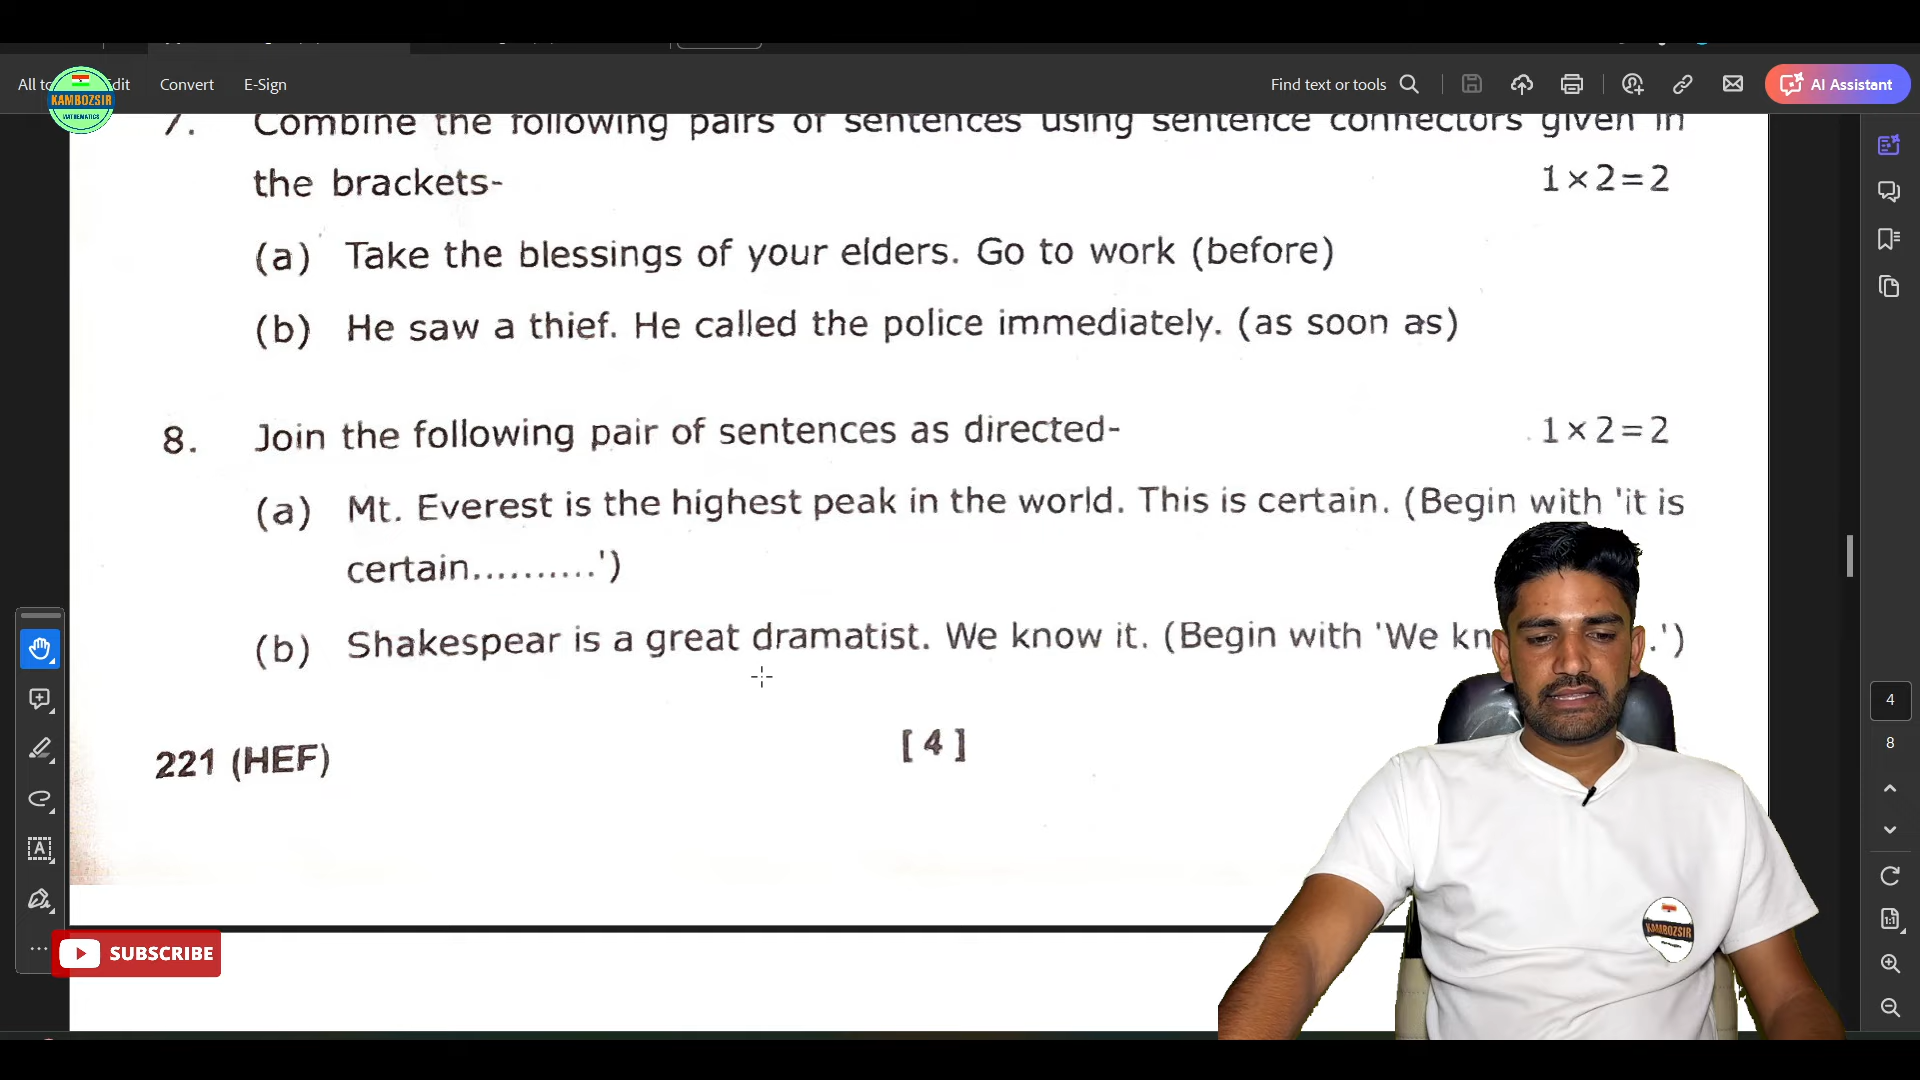 All to
Edit
Convert
E-Sign
Find text or tools
AI Assistant
KAMBOZSIR
MATHEMATICS
7. Combine the following pairs of sentences using sentence connectors given in
the brackets- 1×2=2
(a) Take the blessings of your elders. Go to work (before)
(b) He saw a thief. He called the police immediately. (as soon as)
8. Join the following pair of sentences as directed- 1×2=2
(a) Mt. Everest is the highest peak in the world. This is certain. (Begin with 'it is
certain..........')
(b) Shakespear is a great dramatist. We know it. (Begin with 'We kn .')
221 (HEF) [ 4 ]
4
8
1:1
SUBSCRIBE
KAMBOZSIR